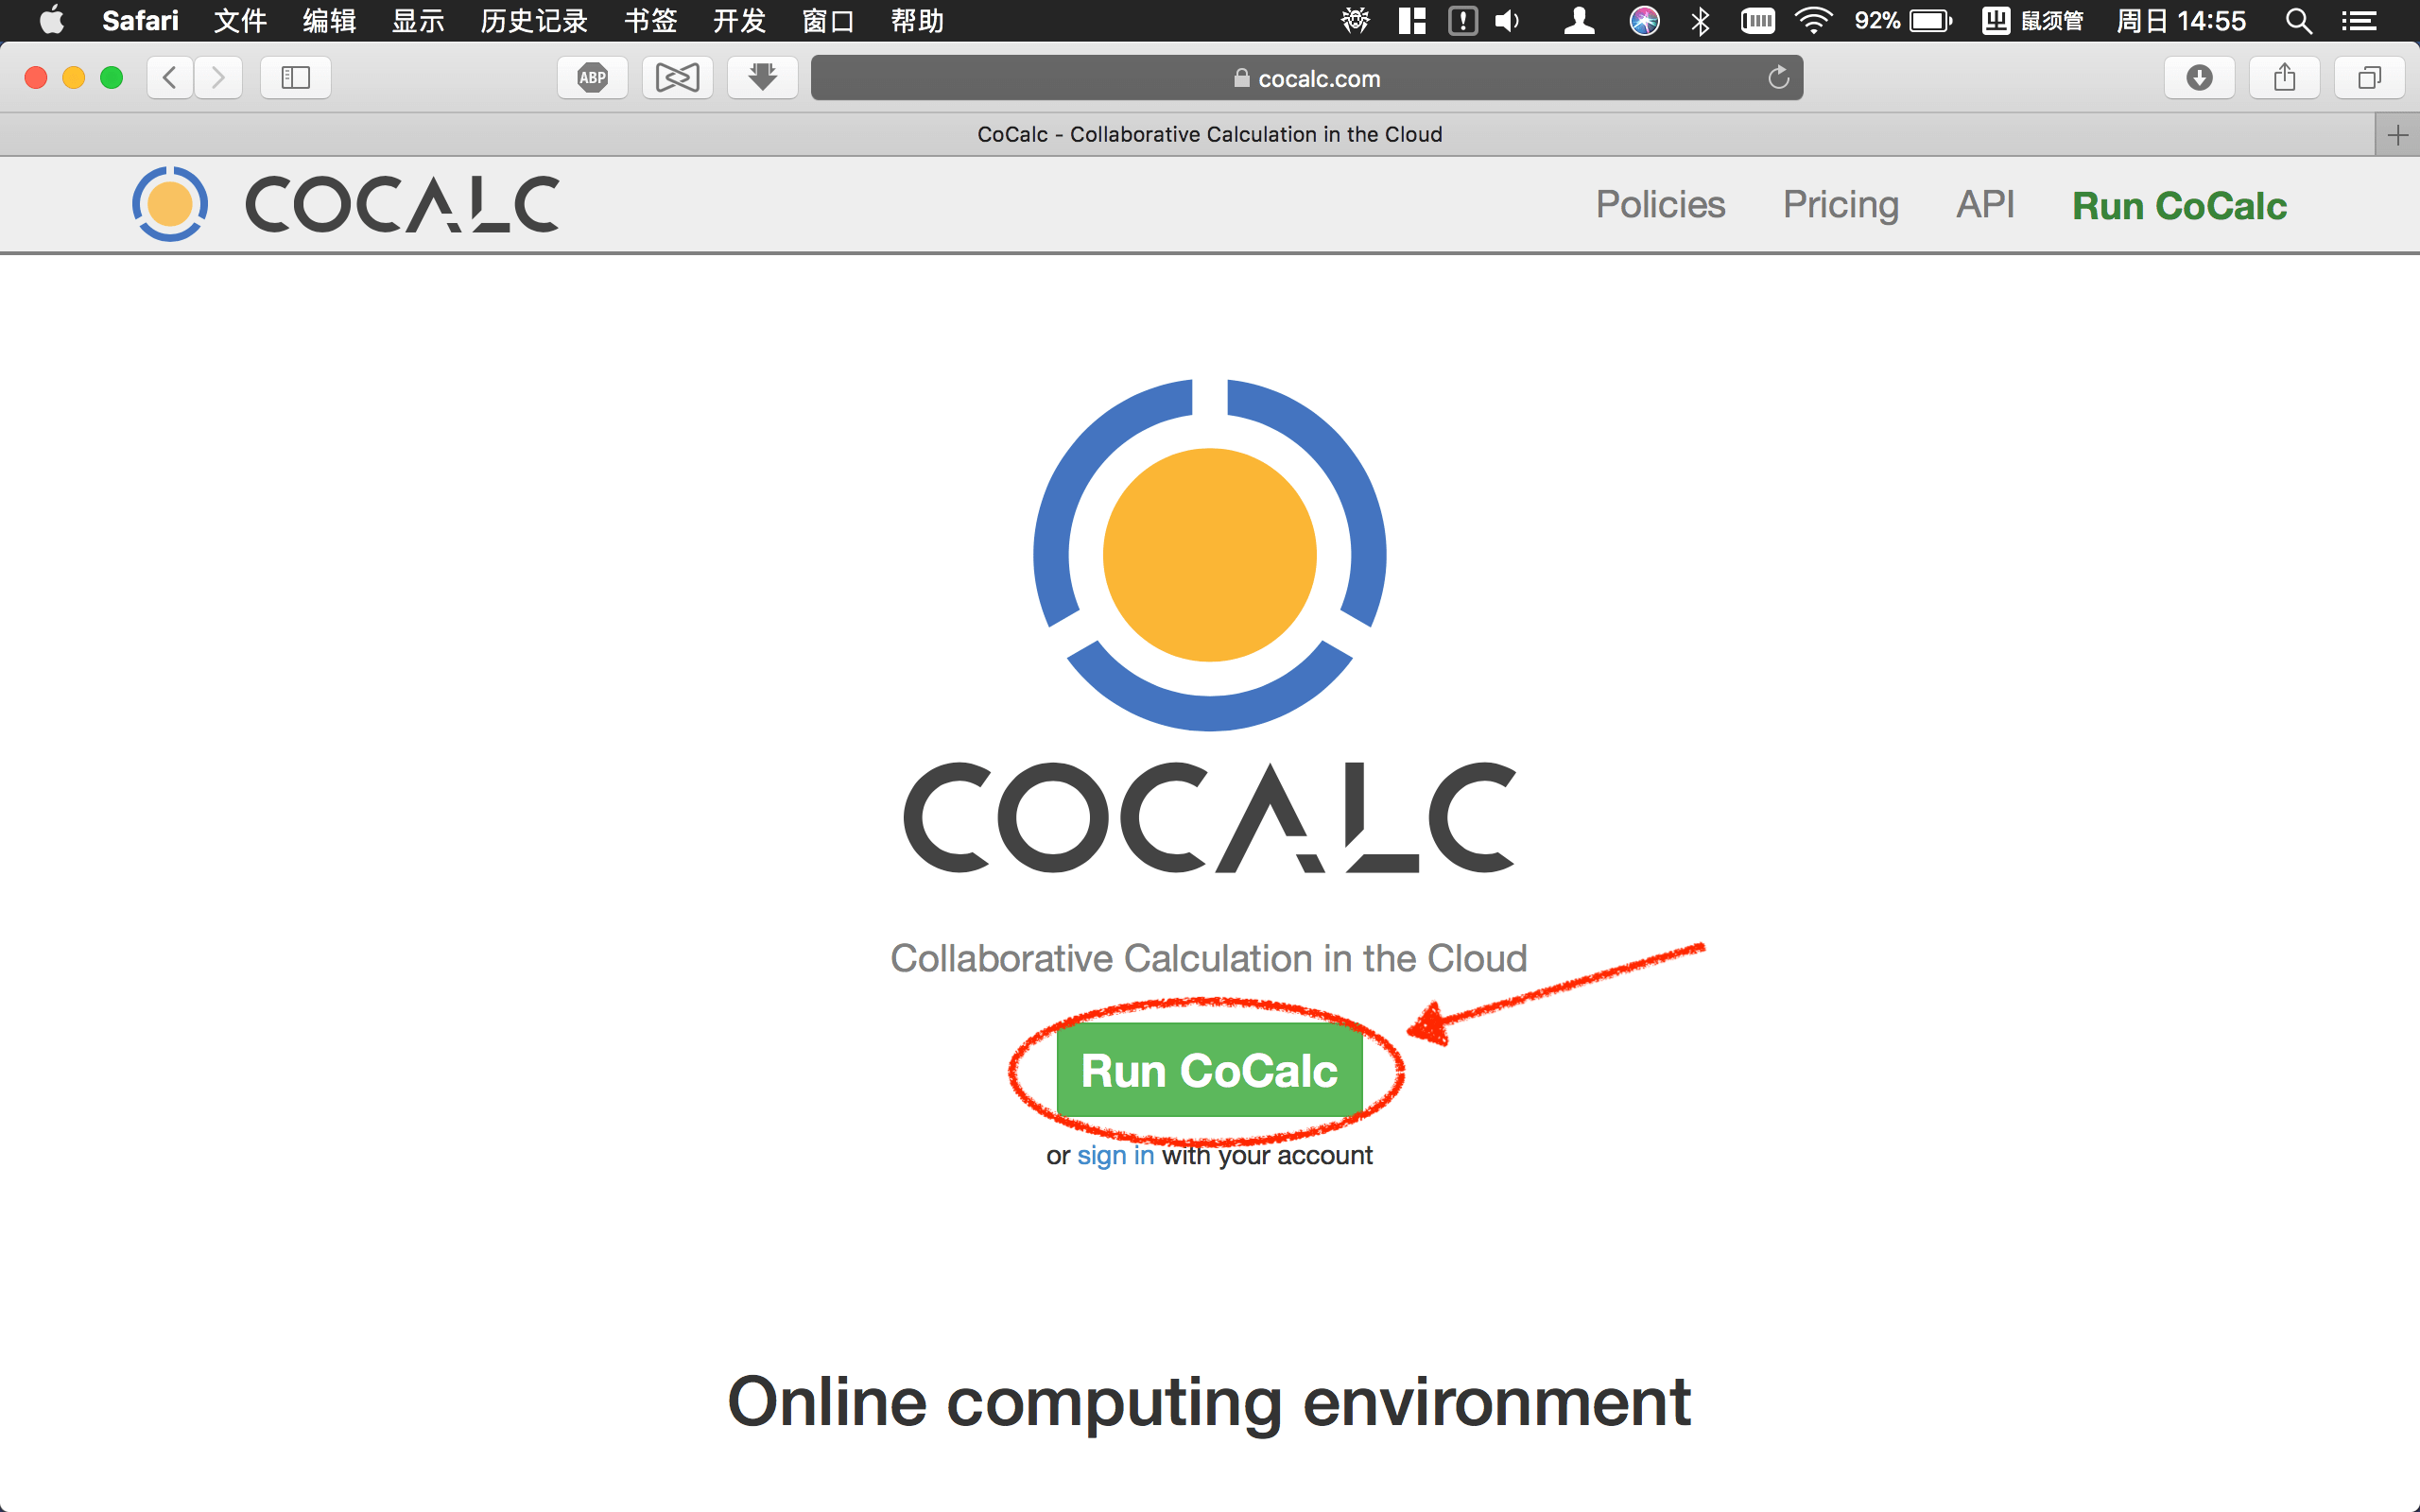 Safari 文件 编辑 显示 历史记录 书签 开发 窗口 帮助 92% 鼠须管 周日 14:55
ABP cocalc.com
CoCalc - Collaborative Calculation in the Cloud
COCALC Policies Pricing API Run CoCalc
COCALC
Collaborative Calculation in the Cloud
Run CoCalc
or sign in with your account
Online computing environment